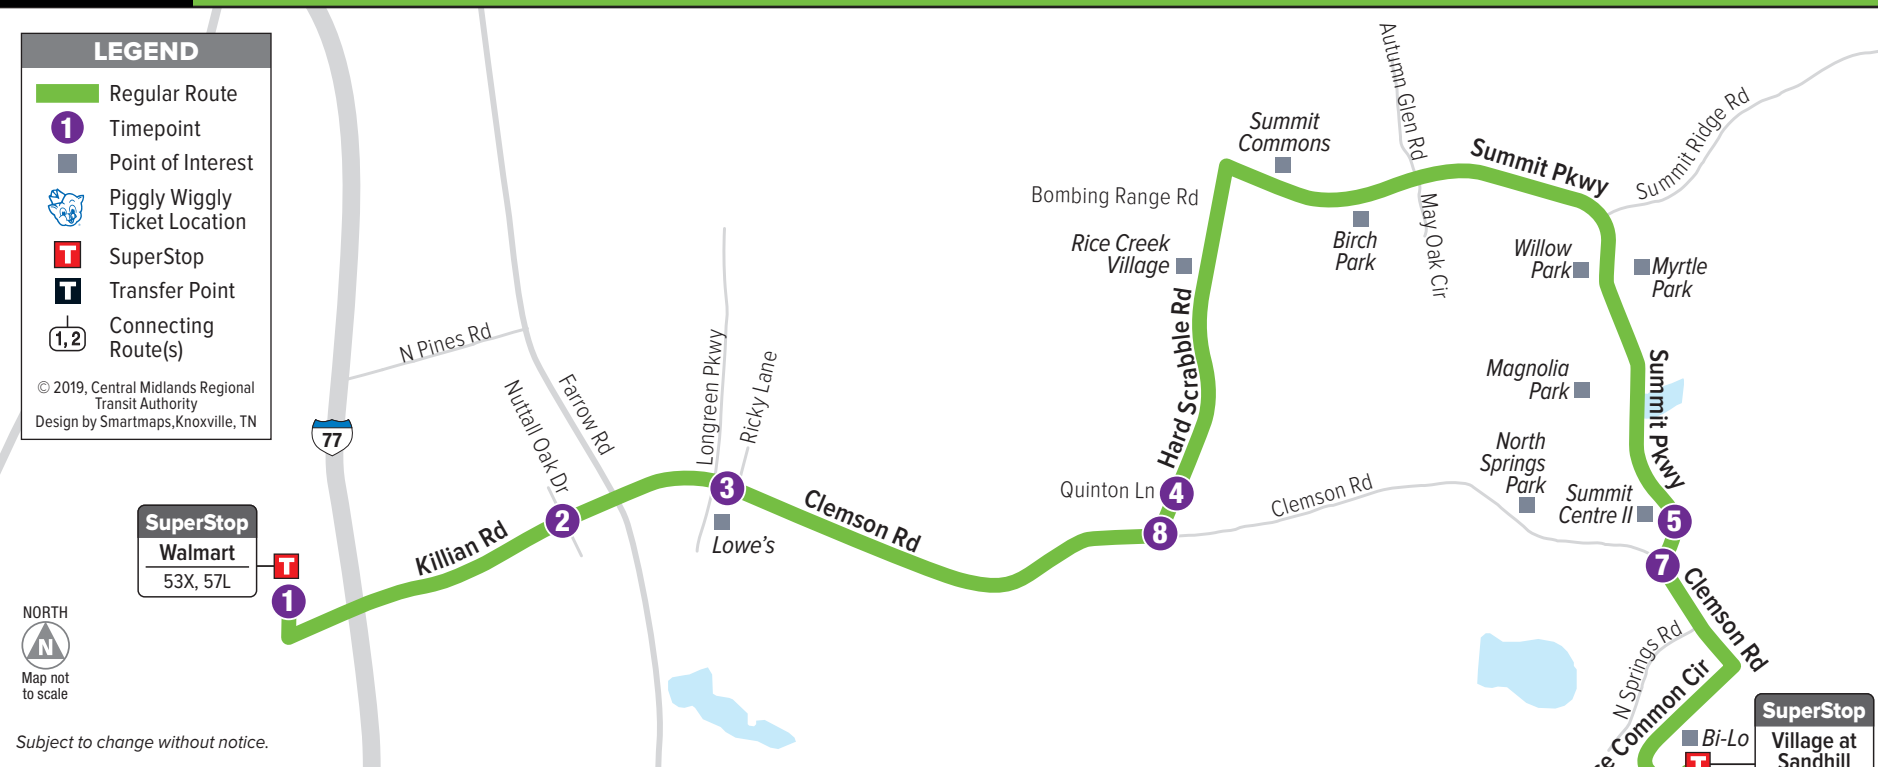 LEGEND
Regular Route
1 Timepoint
Point of Interest
Piggly Wiggly
Ticket Location
T SuperStop
T Transfer Point
1, 2 Connecting
Route(s)
© 2019, Central Midlands Regional
Transit Authority
Design by Smartmaps,Knoxville, TN
77
SuperStop
Walmart
53X, 57L
T
1
NORTH
N
Map not
to scale
Subject to change without notice.
N Pines Rd
Nuttall Oak Dr
Farrow Rd
Killian Rd
2
Longreen Pkwy
Ricky Lane
3
Lowe's
Clemson Rd
Summit
Commons
Bombing Range Rd
Rice Creek
Village
Hard Scrabble Rd
Quinton Ln
4
8
Clemson Rd
Autumn Glen Rd
May Oak Cir
Birch
Park
Summit Pkwy
Summit Ridge Rd
Willow
Park
Myrtle
Park
Magnolia
Park
Summit Pkwy
North
Springs
Park
Summit
Centre II
5
7
Clemson Rd
N Springs Rd
Common Cir
Bi-Lo
T
SuperStop
Village at
Sandhill